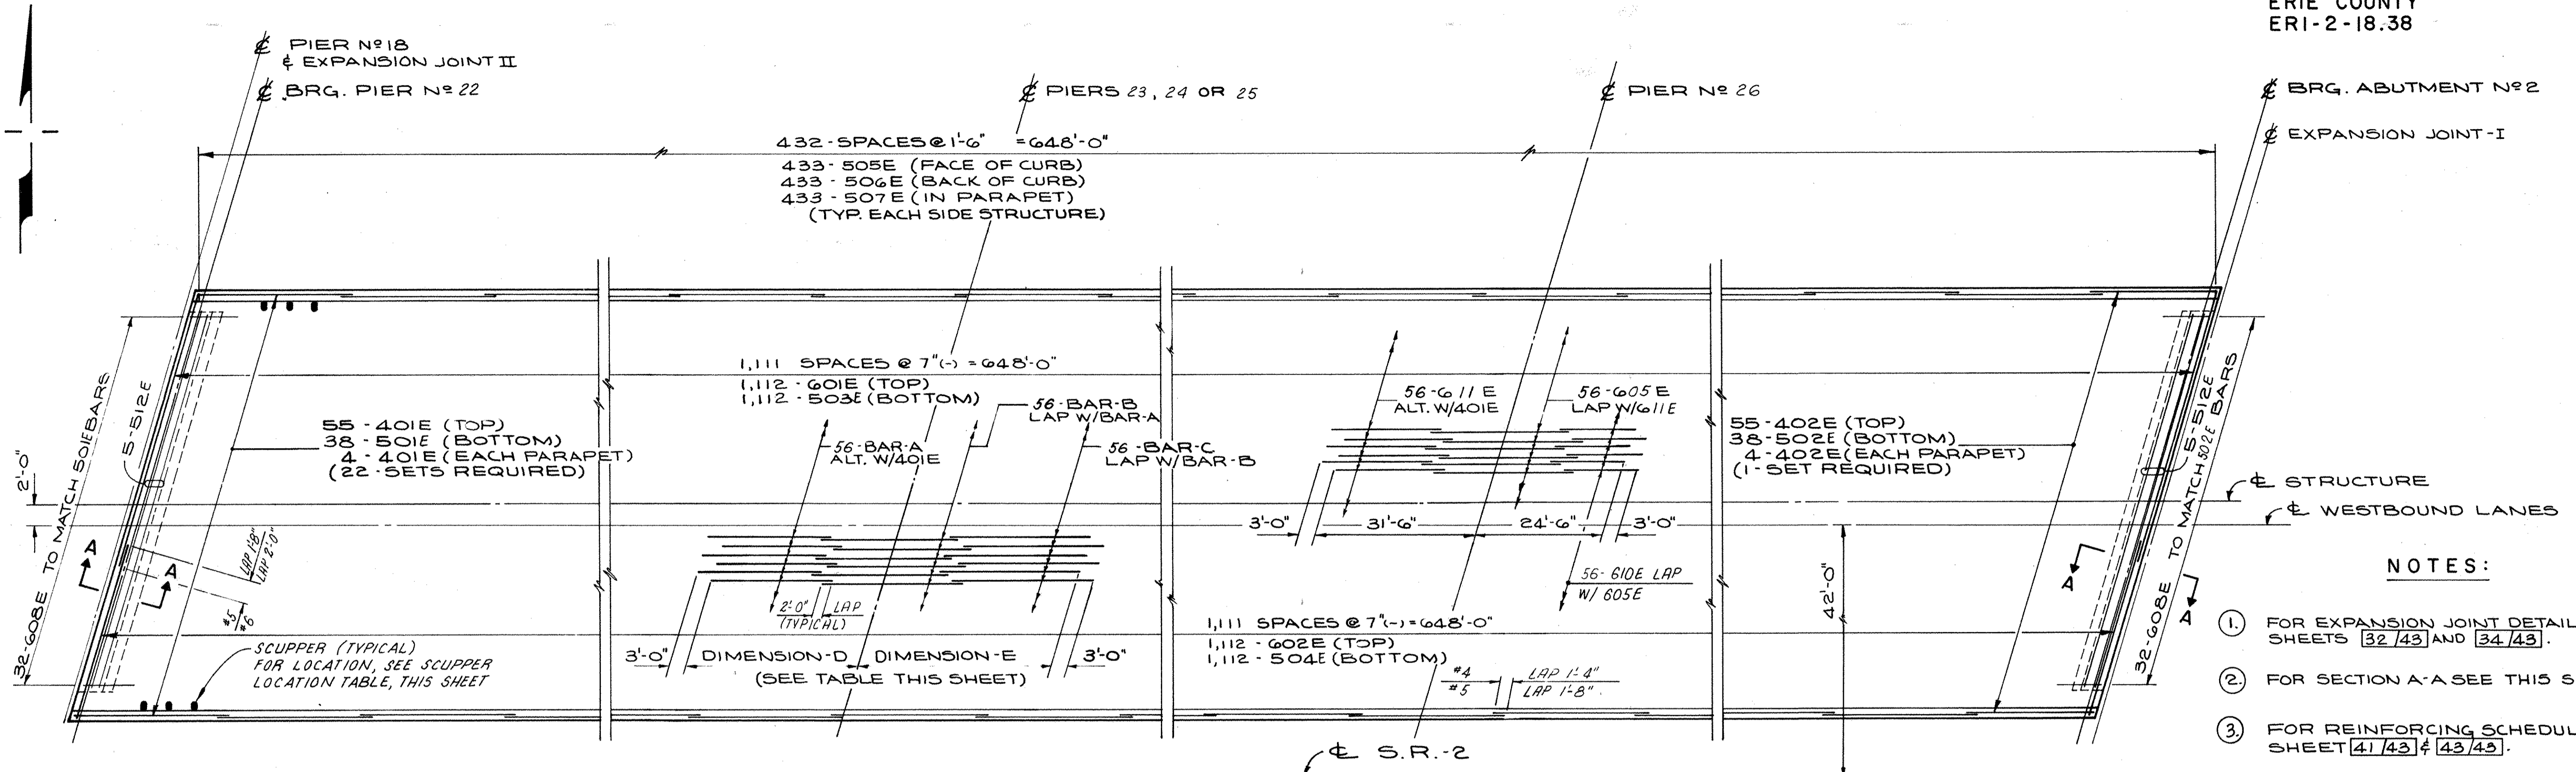 ERIE COUNTY
ERI-2-18.38
℄ PIER Nº 18
& EXPANSION JOINT II
℄ BRG. PIER Nº 22
℄ PIERS 23, 24 OR 25
℄ PIER Nº 26
℄ BRG. ABUTMENT Nº 2
℄ EXPANSION JOINT-I
432-SPACES @ 1'-6" =648'-0"
433-505E (FACE OF CURB)
433-506E (BACK OF CURB)
433-507E (IN PARAPET)
(TYP. EACH SIDE STRUCTURE)
1,111 SPACES @ 7"(-) =648'-0"
1,112-601E (TOP)
1,112-503E (BOTTOM)
56-BAR-B
LAP W/BAR-A
56-BAR-A
ALT. W/401E
56-BAR-C
LAP W/BAR-B
56-611E
ALT. W/401E
56-605E
LAP W/611E
55-401E (TOP)
38-501E (BOTTOM)
4-401E (EACH PARAPET)
(22-SETS REQUIRED)
55-402E (TOP)
38-502E (BOTTOM)
4-402E (EACH PARAPET)
(1-SET REQUIRED)
32-608E TO MATCH 501E BARS
5-512E
5-512E
32-608E TO MATCH 502E BARS
2'-0"
℄ STRUCTURE
℄ WESTBOUND LANES
3'-0" 31'-6" 24'-6" 3'-0"
A
A
LAP 1'-8"
LAP 2'-0"
#5
#6
2'-0" LAP
(TYPICAL)
56-610E LAP
W/ 605E
42'-0"
A
A
SCUPPER (TYPICAL)
FOR LOCATION, SEE SCUPPER
LOCATION TABLE, THIS SHEET
3'-0" DIMENSION-D DIMENSION-E 3'-0"
(SEE TABLE THIS SHEET)
1,111 SPACES @ 7"(-) =648'-0"
1,112-602E (TOP)
1,112-504E (BOTTOM)
#4 LAP 1'-4"
#5 LAP 1'-8"
℄ S.R.-2
NOTES:
1. FOR EXPANSION JOINT DETAIL
SHEETS 32/43 AND 34/43.
2. FOR SECTION A-A SEE THIS S
3. FOR REINFORCING SCHEDUL
SHEET 41/43 & 43/43.